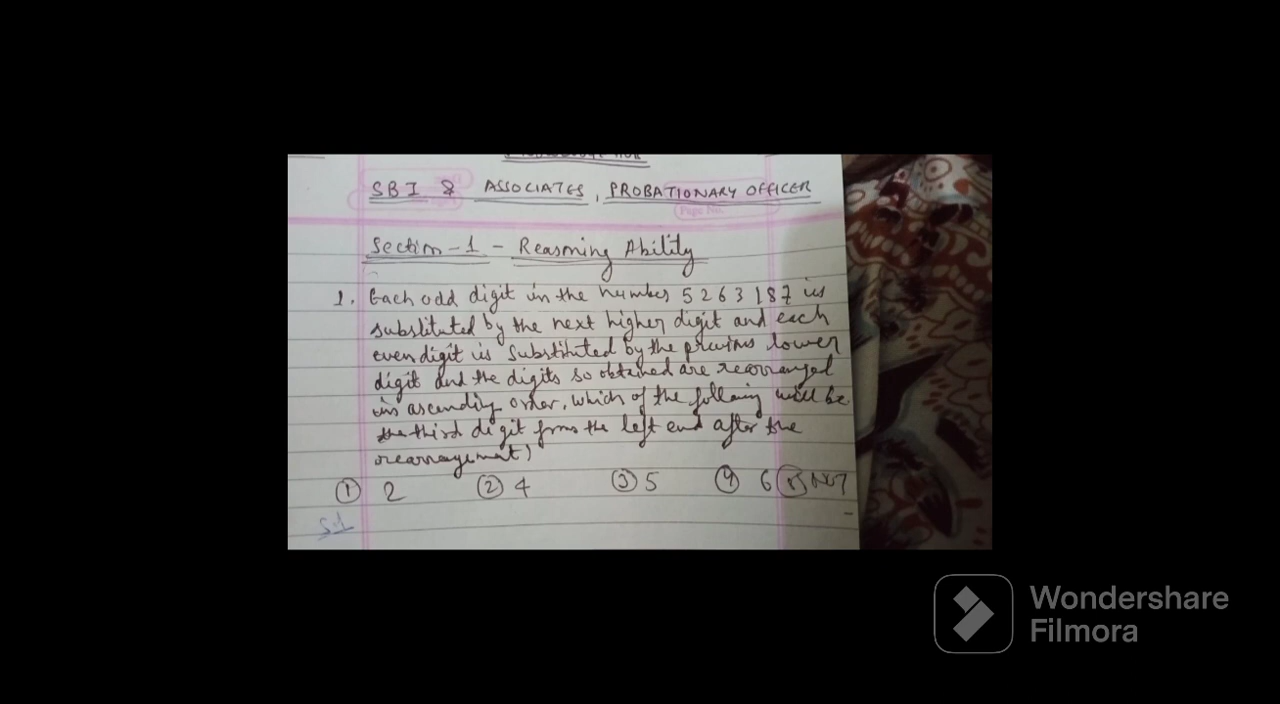 SBI & ASSOCIATES, PROBATIONARY OFFICER
Page No.
Section-1 - Reasoning Ability
1. Each odd digit in the number 5263187 is
substituted by the next higher digit and each
even digit is substituted by the previous lower
digit and the digits so obtained are rearranged
in ascending order, which of the following will be
the third digit from the left end after the
rearrangement)
① 2 ② 4 ③ 5 ④ 6 ⑤
Sol
Wondershare
Filmora